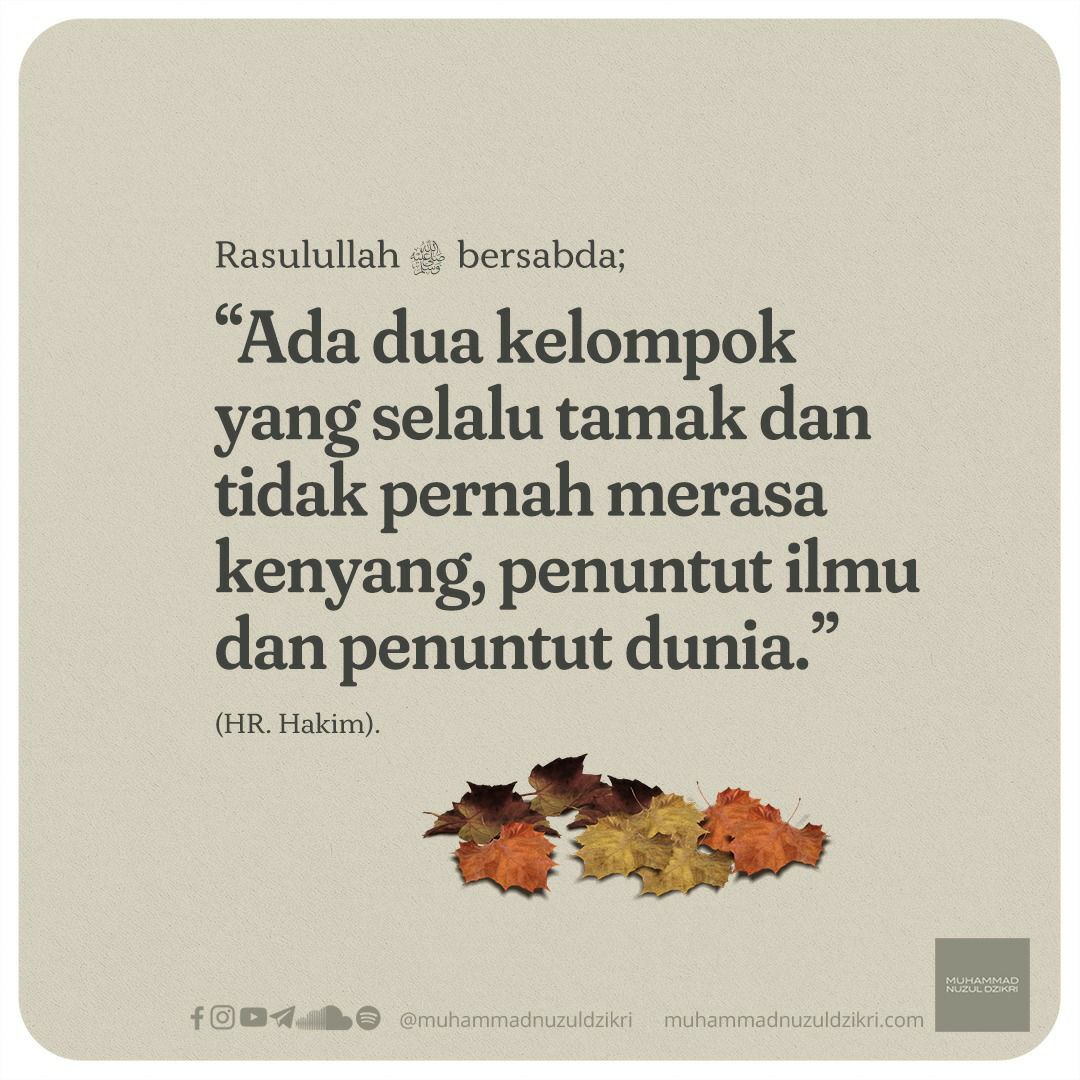 Rasulullah ﷺ bersabda;
“Ada dua kelompok
yang selalu tamak dan
tidak pernah merasa
kenyang, penuntut ilmu
dan penuntut dunia.”
(HR. Hakim).
@muhammadnuzuldzikri muhammadnuzuldzikri.com
MUHAMMAD
NUZUL DZIKRI